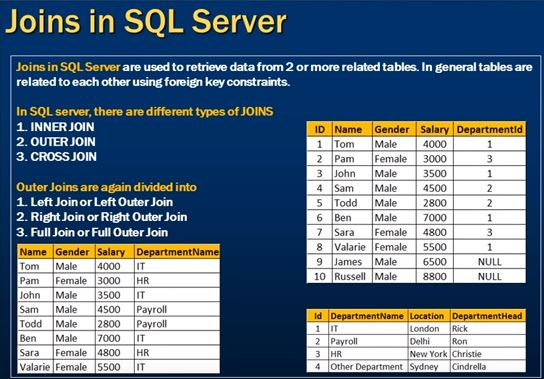 Joins in SQL Server
Joins in SQL Server are used to retrieve data from 2 or more related tables. In general tables are
related to each other using foreign key constraints.
In SQL server, there are different types of JOINS
1. INNER JOIN
2. OUTER JOIN
3. CROSS JOIN
Outer Joins are again divided into
1. Left Join or Left Outer Join
2. Right Join or Right Outer Join
3. Full Join or Full Outer Join
Name Gender Salary DepartmentName
Tom Male 4000 IT
Pam Female 3000 HR
John Male 3500 IT
Sam Male 4500 Payroll
Todd Male 2800 Payroll
Ben Male 7000 IT
Sara Female 4800 HR
Valarie Female 5500 IT
ID Name Gender Salary DepartmentId
1 Tom Male 4000 1
2 Pam Female 3000 3
3 John Male 3500 1
4 Sam Male 4500 2
5 Todd Male 2800 2
6 Ben Male 7000 1
7 Sara Female 4800 3
8 Valarie Female 5500 1
9 James Male 6500 NULL
10 Russell Male 8800 NULL
Id DepartmentName Location DepartmentHead
1 IT London Rick
2 Payroll Delhi Ron
3 HR New York Christie
4 Other Department Sydney Cindrella